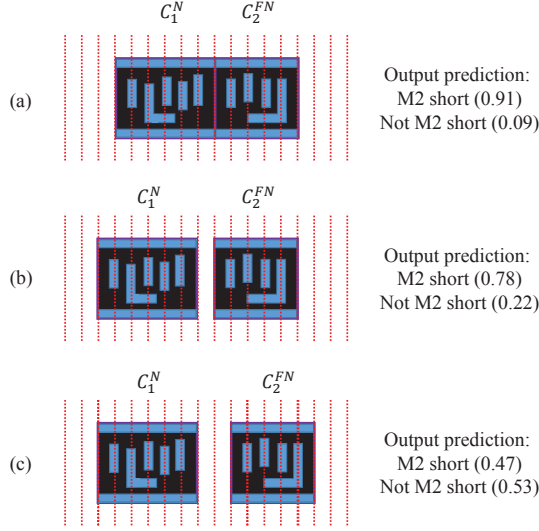 $C_1^N$ $C_2^{FN}$
(a)
Output prediction:
M2 short (0.91)
Not M2 short (0.09)
$C_1^N$ $C_2^{FN}$
(b)
Output prediction:
M2 short (0.78)
Not M2 short (0.22)
$C_1^N$ $C_2^{FN}$
(c)
Output prediction:
M2 short (0.47)
Not M2 short (0.53)